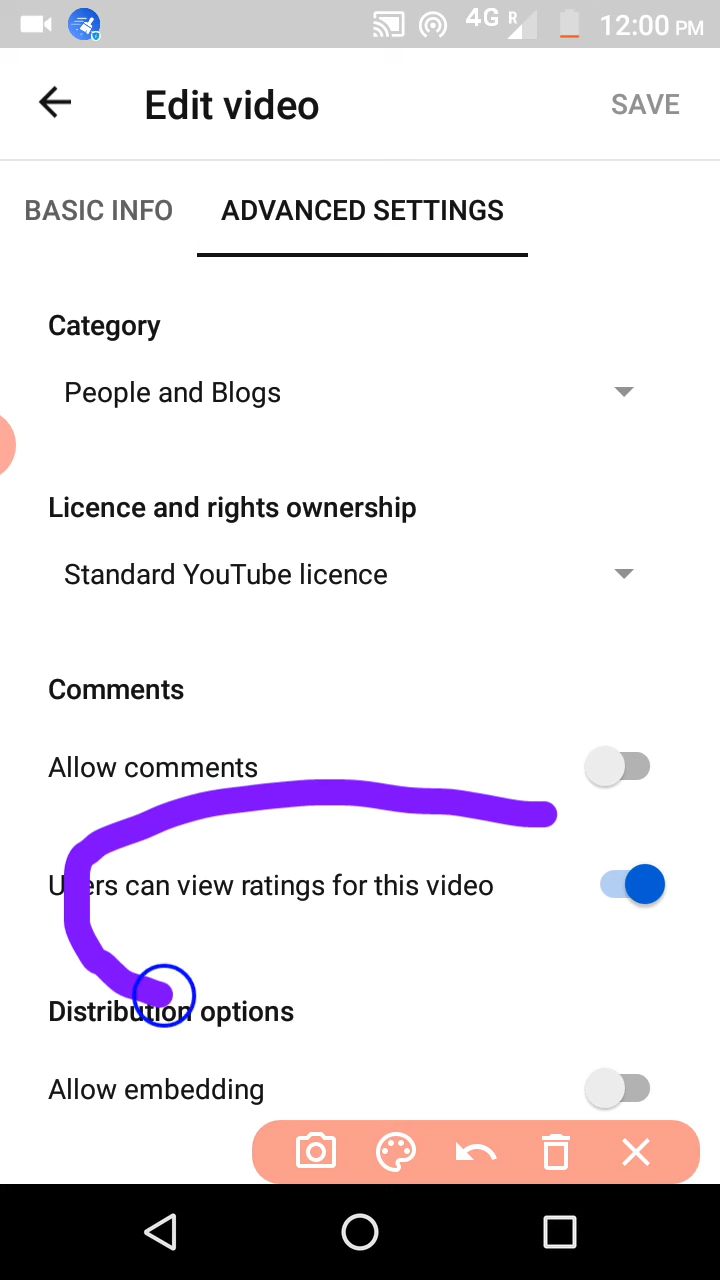 4G R 12:00 PM
Edit video SAVE
BASIC INFO ADVANCED SETTINGS
Category
People and Blogs
Licence and rights ownership
Standard YouTube licence
Comments
Allow comments
Users can view ratings for this video
Distribution options
Allow embedding